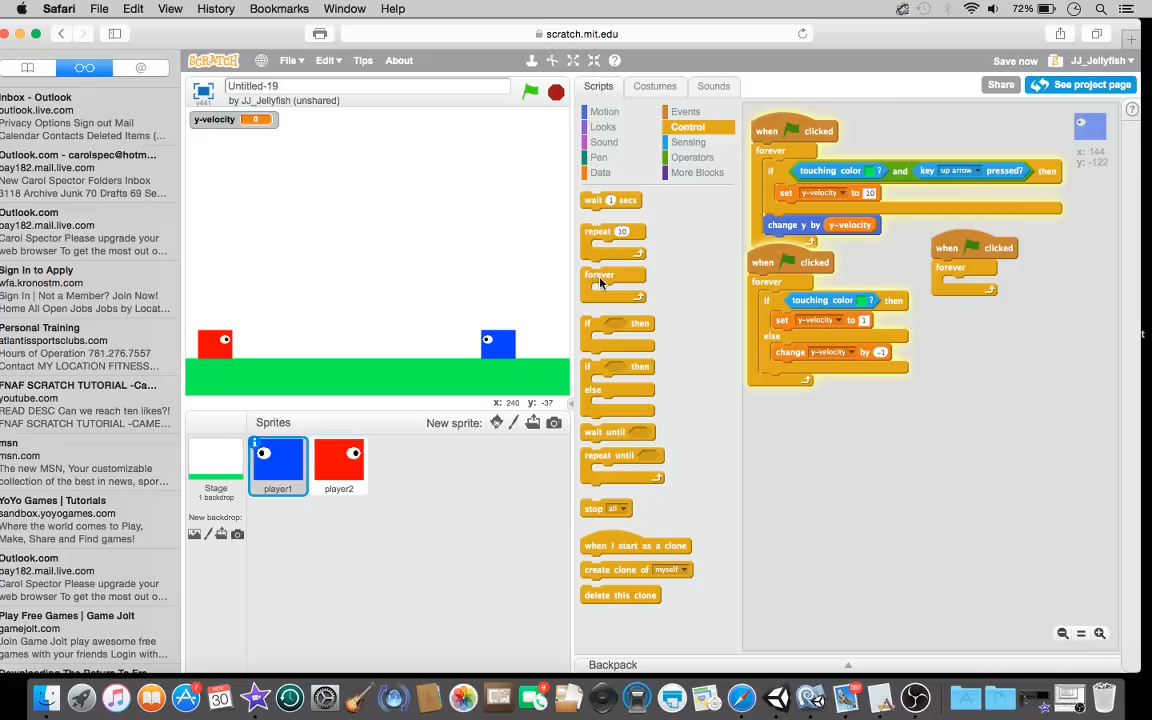 Safari File Edit View History Bookmarks Window Help 72%
scratch.mit.edu
@
SCRATCH File Edit Tips About Save now JJ_Jellyfish
Inbox - Outlook
outlook.live.com
Privacy Options Sign out Mail
Calendar Contacts Deleted Items (...
Outlook.com - carolspec@hotm...
pay182.mail.live.com
New Carol Spector Folders Inbox
3118 Archive Junk 70 Drafts 69 Se...
Outlook.com
pay182.mail.live.com
Carol Spector Please upgrade your
web browser To get the most out o...
Sign In to Apply
wfa.kronostm.com
Sign In | Not a Member? Join Now!
Home All Open Jobs Jobs by Locat...
Personal Training
atlantissportsclubs.com
Hours of Operation 781.276.7557
Contact MY LOCATION FITNESS...
FNAF SCRATCH TUTORIAL -Ca...
youtube.com
READ DESC Can we reach ten likes?!
FNAF SCRATCH TUTORIAL -CAME...
msn
msn.com
The new MSN, Your customizable
collection of the best in news, spor...
YoYo Games | Tutorials
sandbox.yoyogames.com
Where the world comes to Play,
Make, Share and Find games!
Outlook.com
pay182.mail.live.com
Carol Spector Please upgrade your
web browser To get the most out o...
Play Free Games | Game Jolt
gamejolt.com
Join Game Jolt play awesome free
games with your friends Login with...
v441
Untitled-19
by JJ_Jellyfish (unshared)
y-velocity 0
x: 240 y: -37
Sprites New sprite:
Stage
1 backdrop
New backdrop:
player1
player2
Scripts Costumes Sounds
Share See project page
Motion Events
Looks Control
Sound Sensing
Pen Operators
Data More Blocks
wait 1 secs
repeat 10
forever
if then
if then
else
wait until
repeat until
stop all
when I start as a clone
create clone of myself
delete this clone
when clicked
forever
if touching color ? and key up arrow pressed? then
set y-velocity to 10
change y by y-velocity
when clicked
forever
if touching color ? then
set y-velocity to 1
else
change y-velocity by -1
when clicked
forever
x: 144
y: -122
?
Backpack
NOV
30